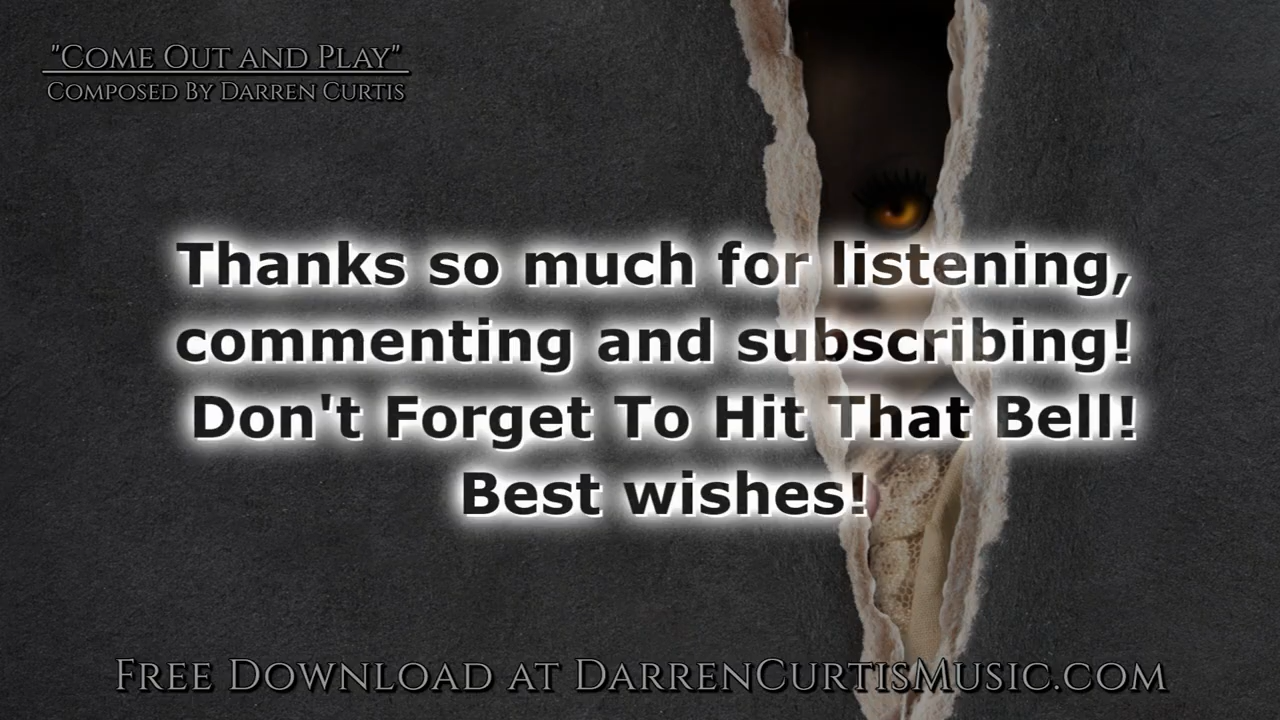 "Come Out and Play"
Composed By Darren Curtis
Thanks so much for listening,
commenting and subscribing!
Don't Forget To Hit That Bell!
Best wishes!
Free Download at DarrenCurtisMusic.com